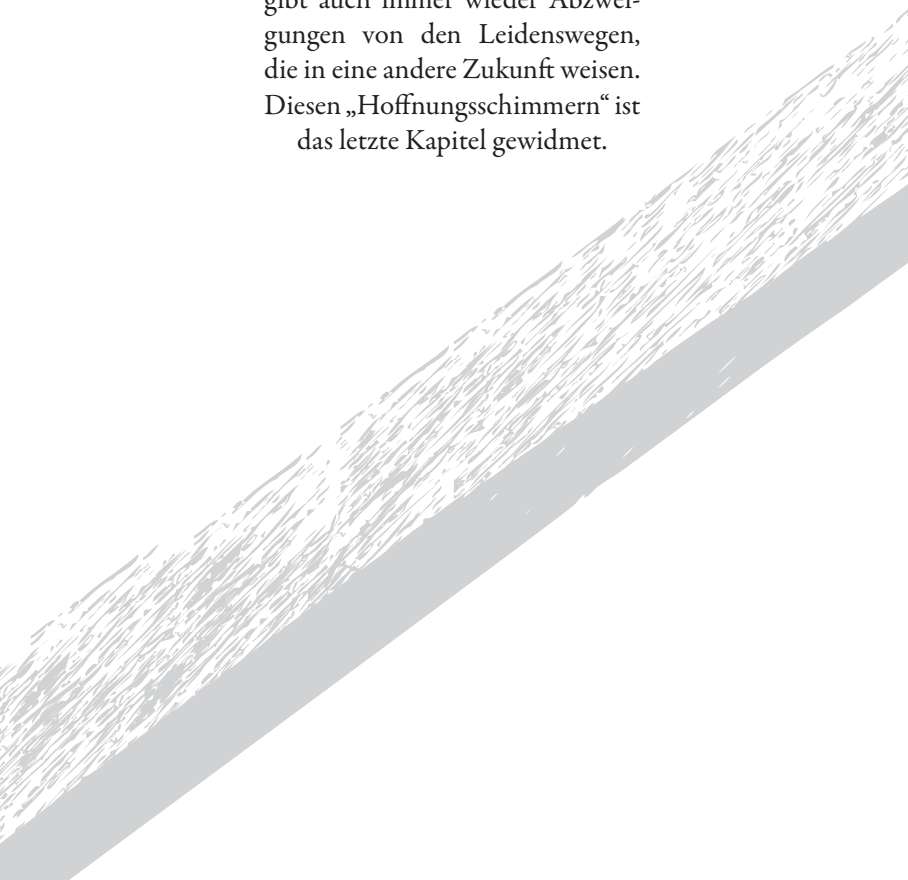 gibt auch immer wieder Abzwei-
gungen von den Leidenswegen,
die in eine andere Zukunft weisen.
Diesen „Hoffnungsschimmern“ ist
das letzte Kapitel gewidmet.